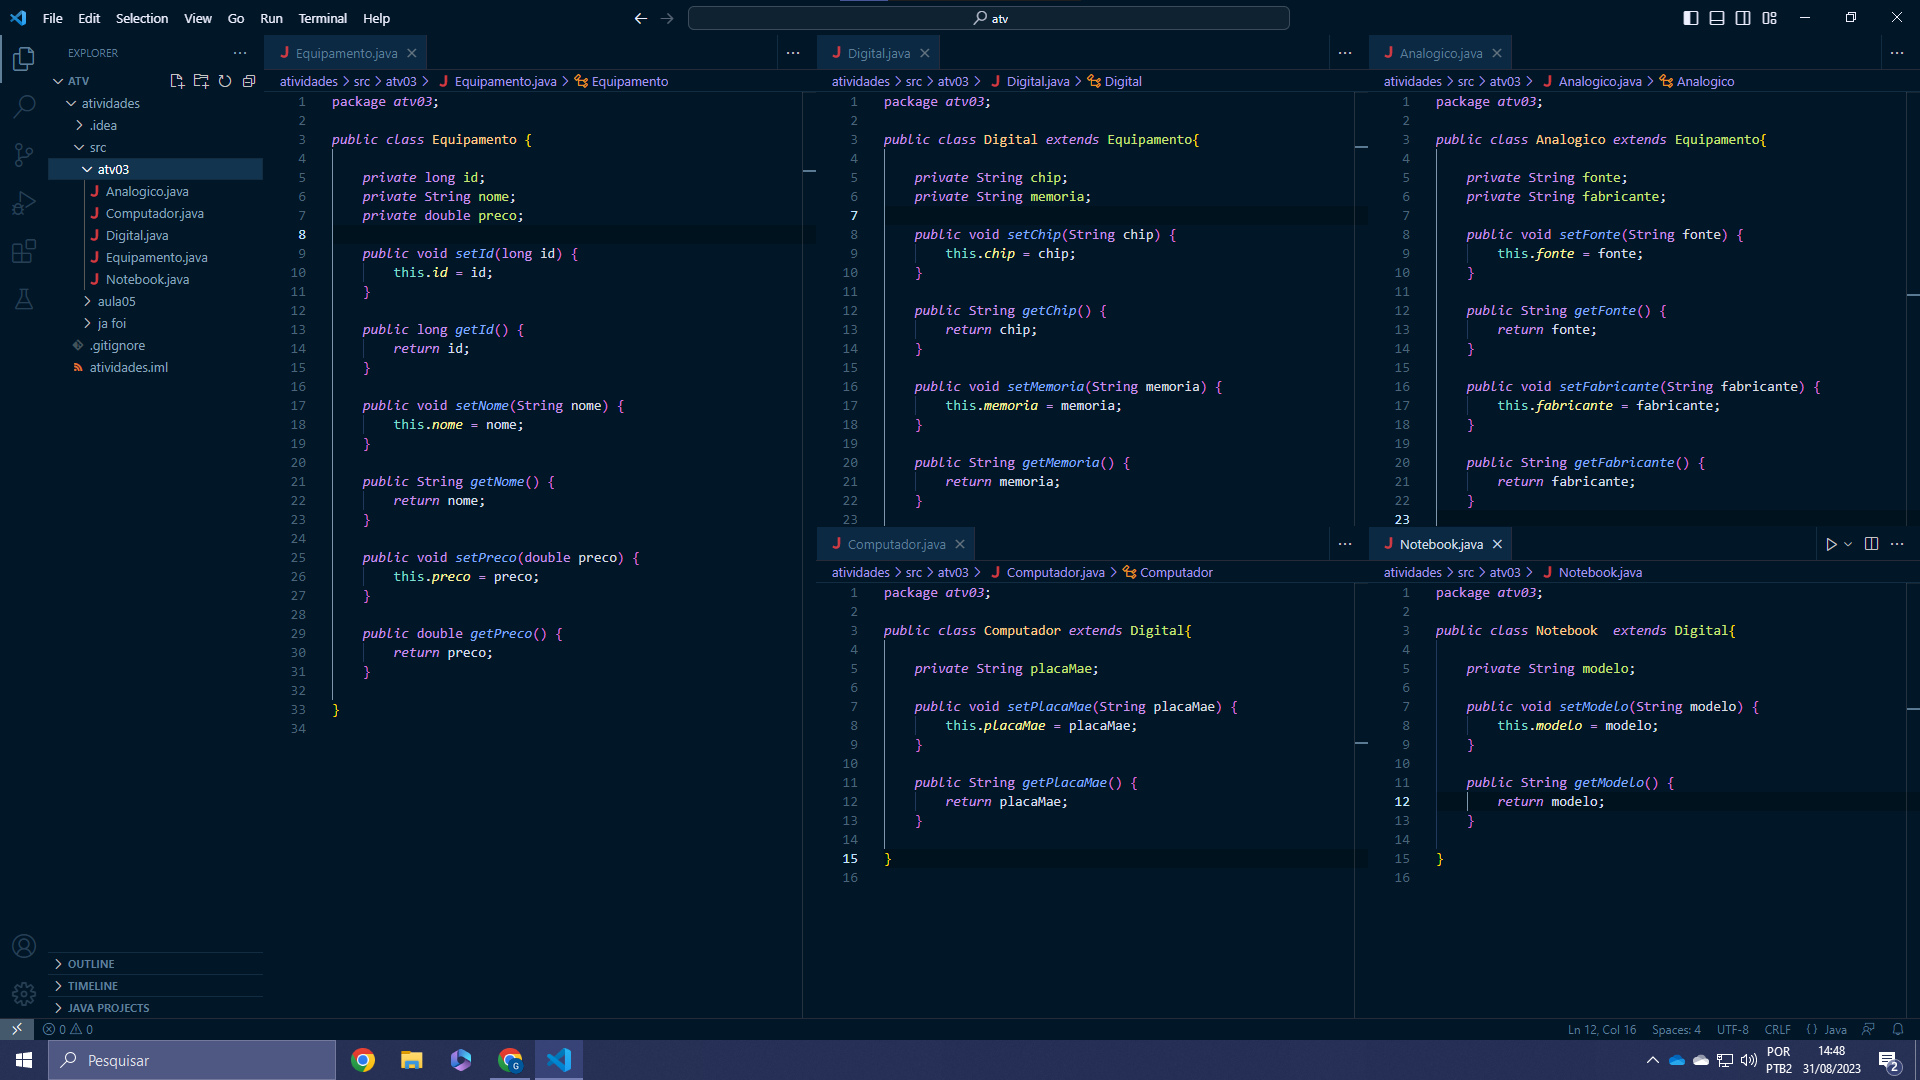 File Edit Selection View Go Run Terminal Help
atv
EXPLORER
ATV
atividades
.idea
src
atv03
Analogico.java
Computador.java
Digital.java
Equipamento.java
Notebook.java
aula05
ja foi
.gitignore
atividades.iml
OUTLINE
TIMELINE
JAVA PROJECTS
Equipamento.java
atividades > src > atv03 > Equipamento.java > Equipamento
1 package atv03;
2
3 public class Equipamento {
4
5 private long id;
6 private String nome;
7 private double preco;
8
9 public void setId(long id) {
10 this.id = id;
11 }
12
13 public long getId() {
14 return id;
15 }
16
17 public void setNome(String nome) {
18 this.nome = nome;
19 }
20
21 public String getNome() {
22 return nome;
23 }
24
25 public void setPreco(double preco) {
26 this.preco = preco;
27 }
28
29 public double getPreco() {
30 return preco;
31 }
32
33 }
34
Digital.java
atividades > src > atv03 > Digital.java > Digital
1 package atv03;
2
3 public class Digital extends Equipamento{
4
5 private String chip;
6 private String memoria;
7
8 public void setChip(String chip) {
9 this.chip = chip;
10 }
11
12 public String getChip() {
13 return chip;
14 }
15
16 public void setMemoria(String memoria) {
17 this.memoria = memoria;
18 }
19
20 public String getMemoria() {
21 return memoria;
22 }
23
Analogico.java
atividades > src > atv03 > Analogico.java > Analogico
1 package atv03;
2
3 public class Analogico extends Equipamento{
4
5 private String fonte;
6 private String fabricante;
7
8 public void setFonte(String fonte) {
9 this.fonte = fonte;
10 }
11
12 public String getFonte() {
13 return fonte;
14 }
15
16 public void setFabricante(String fabricante) {
17 this.fabricante = fabricante;
18 }
19
20 public String getFabricante() {
21 return fabricante;
22 }
23
Computador.java
atividades > src > atv03 > Computador.java > Computador
1 package atv03;
2
3 public class Computador extends Digital{
4
5 private String placaMae;
6
7 public void setPlacaMae(String placaMae) {
8 this.placaMae = placaMae;
9 }
10
11 public String getPlacaMae() {
12 return placaMae;
13 }
14
15 }
16
Notebook.java
atividades > src > atv03 > Notebook.java
1 package atv03;
2
3 public class Notebook  extends Digital{
4
5 private String modelo;
6
7 public void setModelo(String modelo) {
8 this.modelo = modelo;
9 }
10
11 public String getModelo() {
12 return modelo;
13 }
14
15 }
16
0 0
Ln 12, Col 16 Spaces: 4 UTF-8 CRLF {} Java
Pesquisar
G
POR
PTB2
14:48
31/08/2023
2